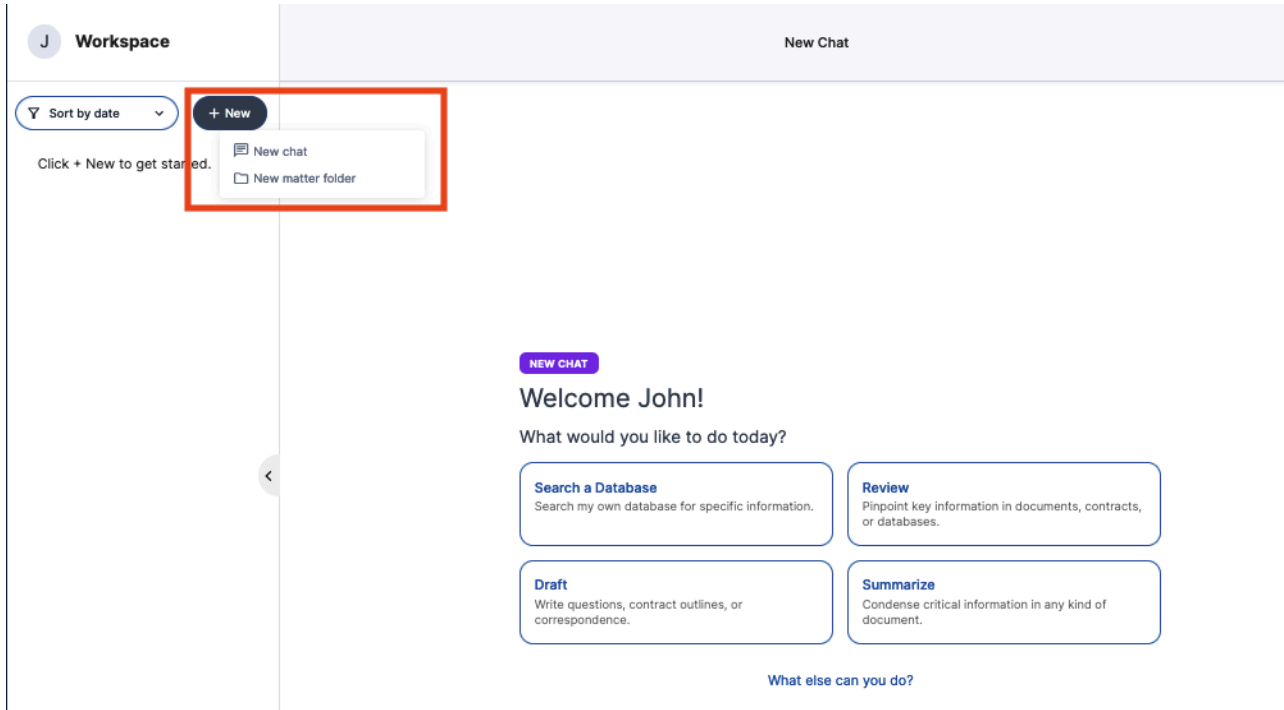 J Workspace
New Chat
Sort by date
+ New
New chat
New matter folder
Click + New to get started.
NEW CHAT
Welcome John!
What would you like to do today?
Search a Database
Search my own database for specific information.
Review
Pinpoint key information in documents, contracts,
or databases.
Draft
Write questions, contract outlines, or
correspondence.
Summarize
Condense critical information in any kind of
document.
What else can you do?